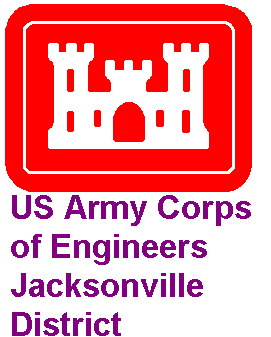 US Army Corps
of Engineers
Jacksonville
District